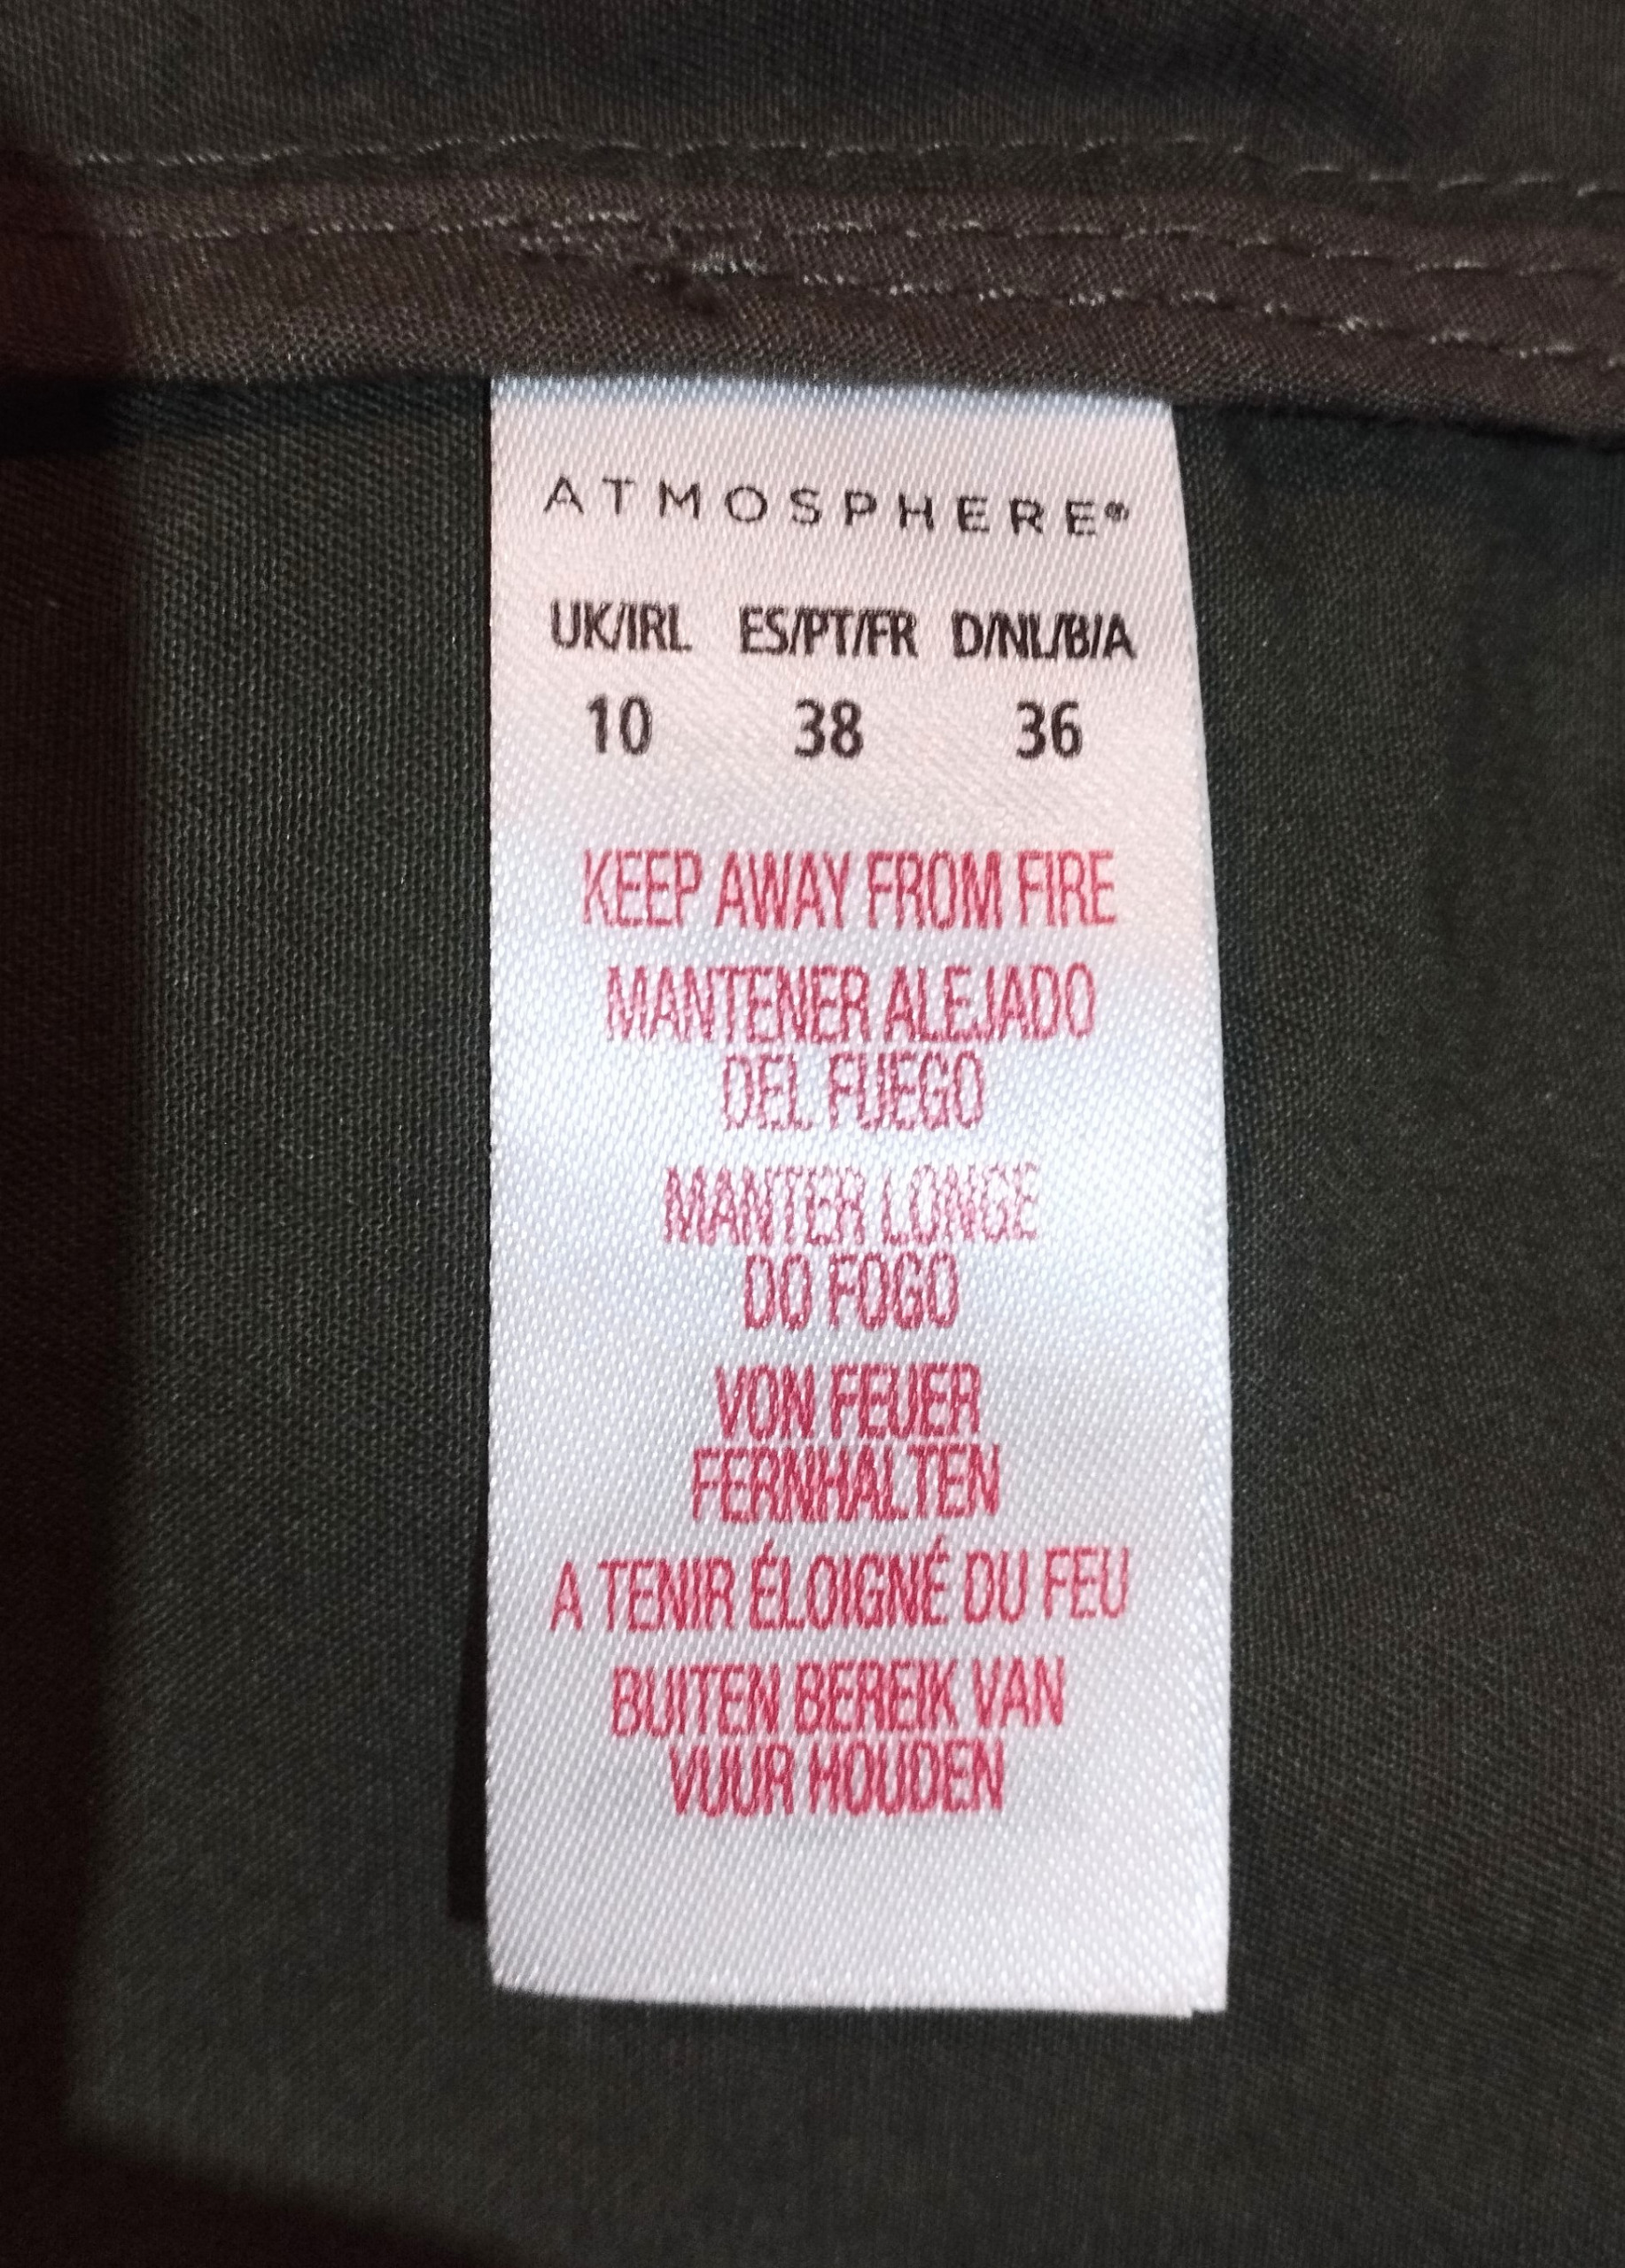 ATMOSPHERE®
UK/IRL ES/PT/FR D/NL/B/A
10 38 36
KEEP AWAY FROM FIRE
MANTENER ALEJADO
DEL FUEGO
MANTER LONGE
DO FOGO
VON FEUER
FERNHALTEN
A TENIR ÉLOIGNÉ DU FEU
BUITEN BEREIK VAN
VUUR HOUDEN